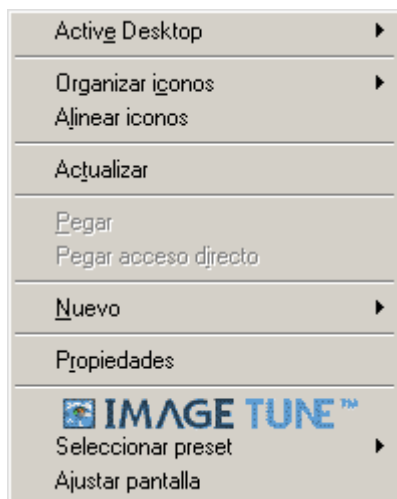 Active Desktop
Organizar iconos
Alinear iconos
Actualizar
Pegar
Pegar acceso directo
Nuevo
Propiedades
IMAGE TUNE™
Seleccionar preset
Ajustar pantalla